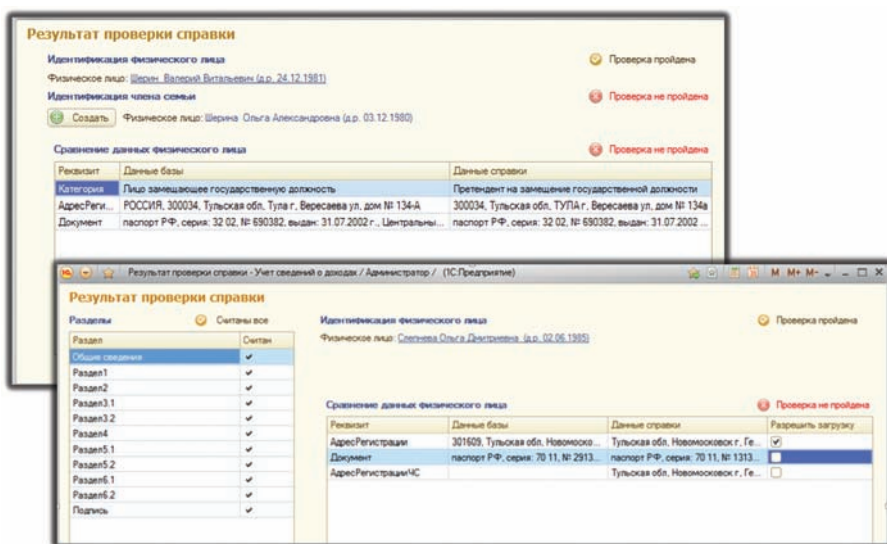 Результат проверки справки
Идентификация физического лица
Проверка пройдена
Физическое лицо: Шерин Валерий Витальевич (д.р. 24.12.1981)
Идентификация члена семьи
Проверка не пройдена
Создать
Физическое лицо: Шерина Ольга Александровна (д.р. 03.12.1980)
Сравнение данных физического лица
Проверка не пройдена
Реквизит Данные базы Данные справки
Категория Лицо замещающее государственную должность Претендент на замещение государственной должности
АдресРеги... РОССИЯ, 300034, Тульская обл, Тула г, Вересаева ул, дом № 134-А 300034, Тульская обл, ТУЛА г, Вересаева ул, дом № 134а
Документ паспорт РФ, серия: 32 02, № 690382, выдан: 31.07.2002 г., Центральны... паспорт РФ, серия: 32 02, № 690382, выдан: 31.07.2002 ...
Результат проверки справки - Учет сведений о доходах / Администратор / (1С:Предприятие)
M M+ M-
Результат проверки справки
Разделы
Считаны все
Раздел Считан
Общие сведения
Раздел1
Раздел2
Раздел3.1
Раздел3.2
Раздел4
Раздел5.1
Раздел5.2
Раздел6.1
Раздел6.2
Подпись
Идентификация физического лица
Проверка пройдена
Физическое лицо: Слепнева Ольга Дмитриевна (д.р. 02.06.1985)
Сравнение данных физического лица
Проверка не пройдена
Реквизит Данные базы Данные справки Разрешить загрузку
АдресРегистрации 301609, Тульская обл, Новомоско... Тульская обл, Новомосковск г, Ге...
Документ паспорт РФ, серия: 70 11, № 2913... паспорт РФ, серия: 70 11, № 1313...
АдресРегистрацииЧС Тульская обл, Новомосковск г, Ге...